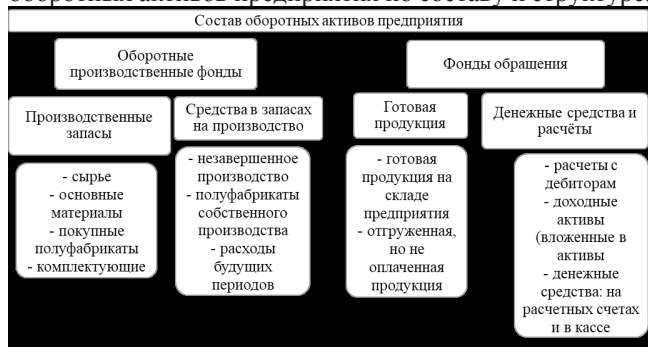 оборотных активов предприятия по составу и структуре.
Состав оборотных активов предприятия
Оборотные
производственные фонды
Фонды обращения
Производственные
запасы
Средства в запасах
на производство
Готовая
продукция
Денежные средства и
расчёты
- сырье
- основные
материалы
- покупные
полуфабрикаты
- комплектующие
- незавершенное
производство
- полуфабрикаты
собственного
производства
- расходы
будущих
периодов
- готовая
продукция на
складе
предприятия
- отгруженная,
но не
оплаченная
продукция
- расчеты с
дебиторам
- доходные
активы
(вложенные в
активы
- денежные
средства: на
расчетных счетах
и в кассе